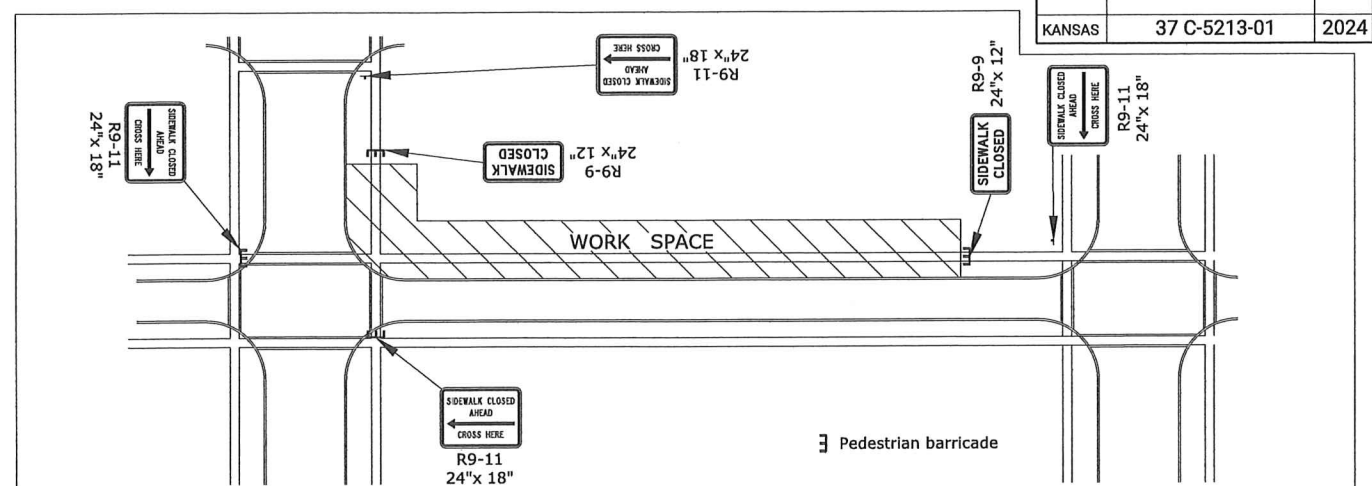 KANSAS 37 C-5213-01 2024
SIDEWALK CLOSED
AHEAD
CROSS HERE
R9-11
24"x 18"
SIDEWALK
CLOSED
R9-9
24"x 12"
R9-9
24"x 12"
SIDEWALK
CLOSED
SIDEWALK CLOSED
AHEAD
CROSS HERE
R9-11
24"x 18"
SIDEWALK CLOSED
AHEAD
CROSS HERE
R9-11
24"x 18"
WORK SPACE
SIDEWALK CLOSED
AHEAD
CROSS HERE
R9-11
24"x 18"
Pedestrian barricade